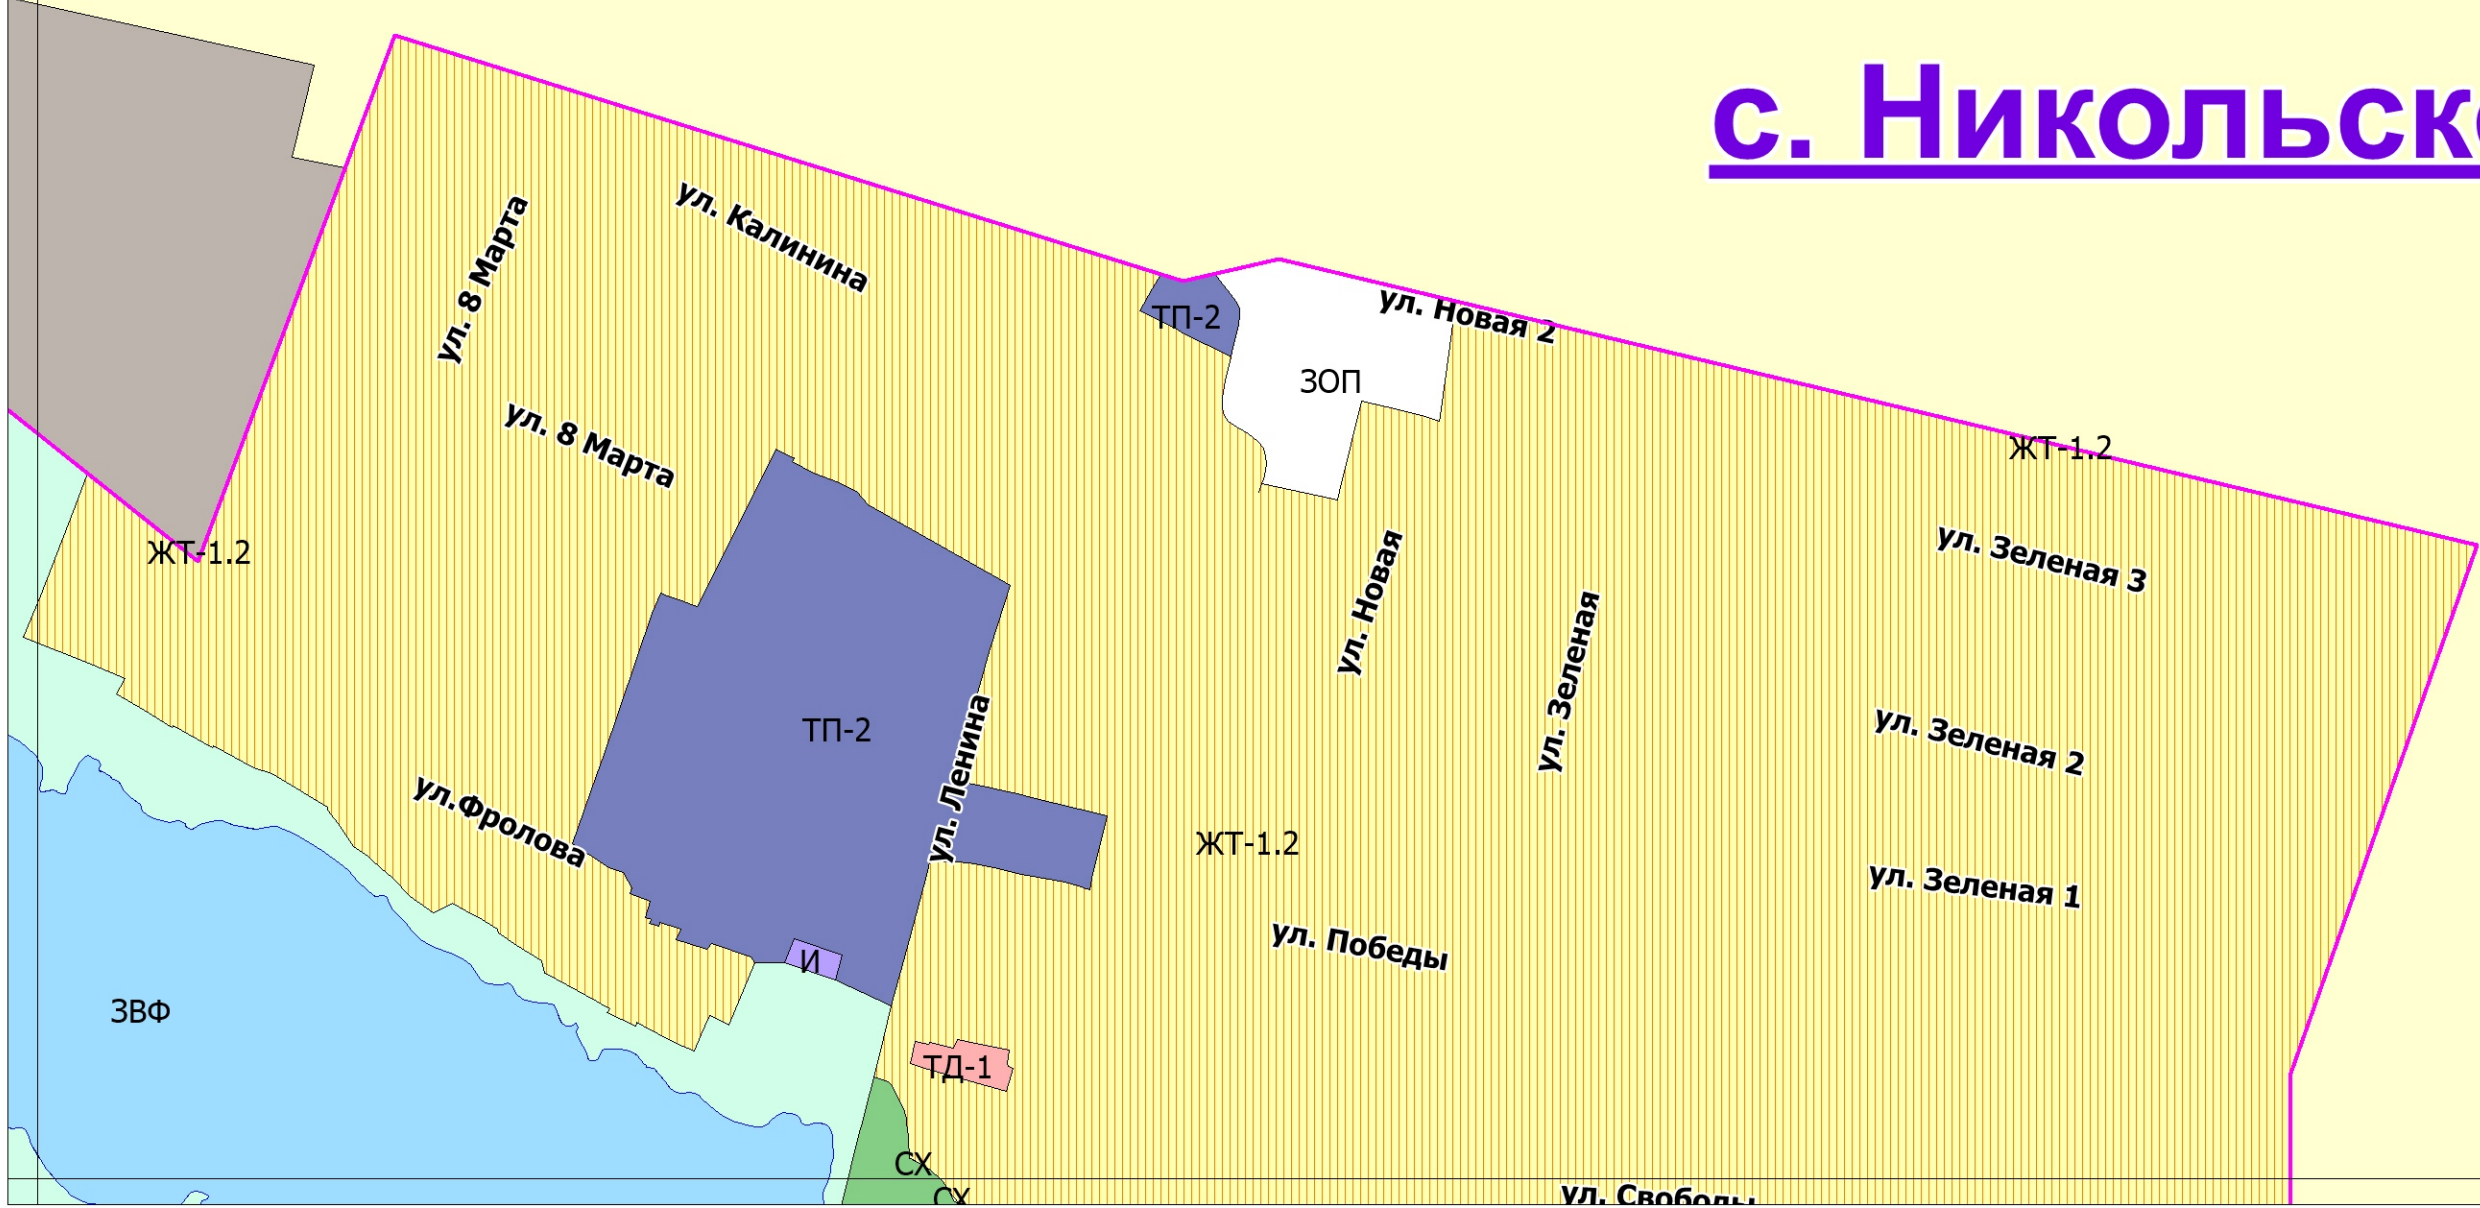 с. Никольск
ул. Калинина
ул. 8 Марта
ТП-2
ул. Новая 2
ЗОП
ул. 8 Марта
ЖТ-1.2
ЖТ-1.2
ул. Зеленая 3
ул. Новая
ул. Зеленая
ТП-2
ул. Ленина
ул. Зеленая 2
ул.Фролова
ЖТ-1.2
ул. Зеленая 1
ул. Победы
И
ЗВФ
ТД-1
СХ
СХ
ул. Свободы